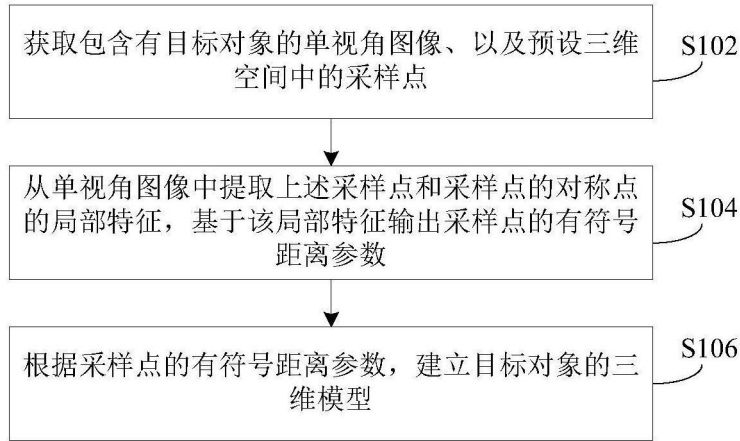 获取包含有目标对象的单视角图像、以及预设三维
空间中的采样点
S102
从单视角图像中提取上述采样点和采样点的对称点
的局部特征，基于该局部特征输出采样点的有符号
距离参数
S104
根据采样点的有符号距离参数，建立目标对象的三
维模型
S106